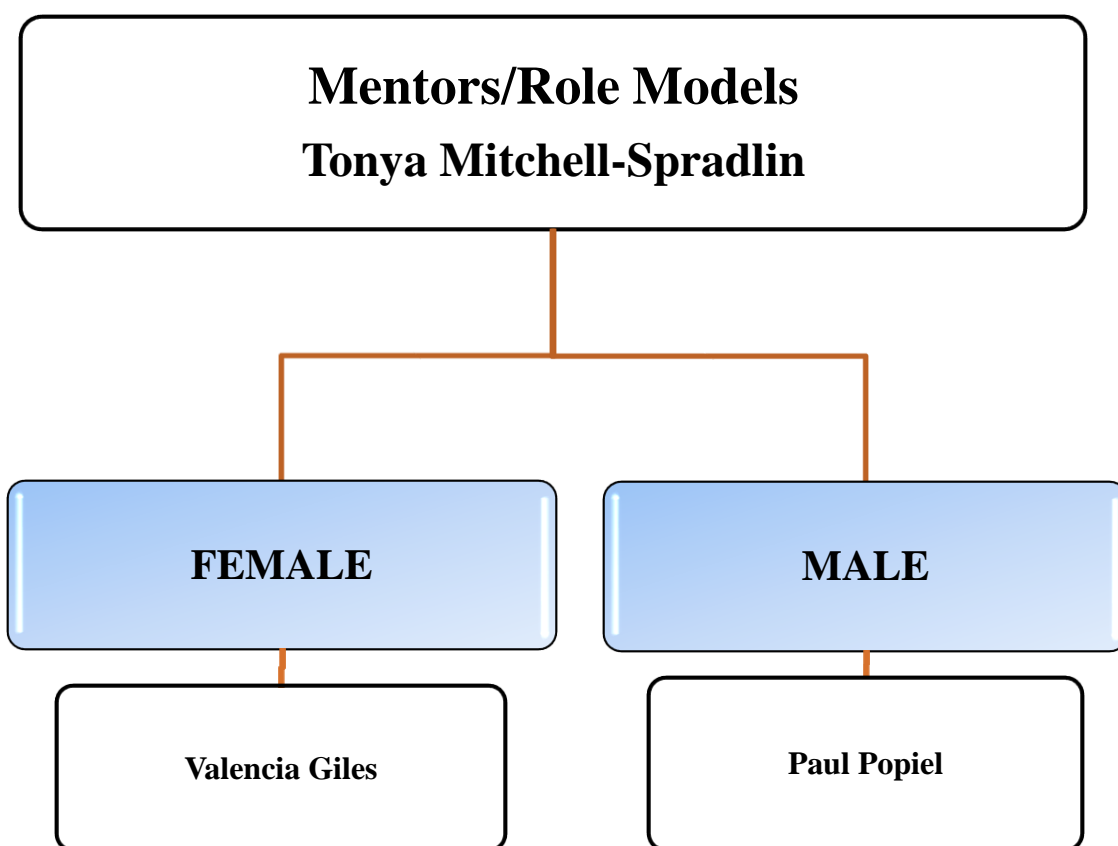 Mentors/Role Models
Tonya Mitchell-Spradlin
FEMALE
MALE
Valencia Giles
Paul Popiel